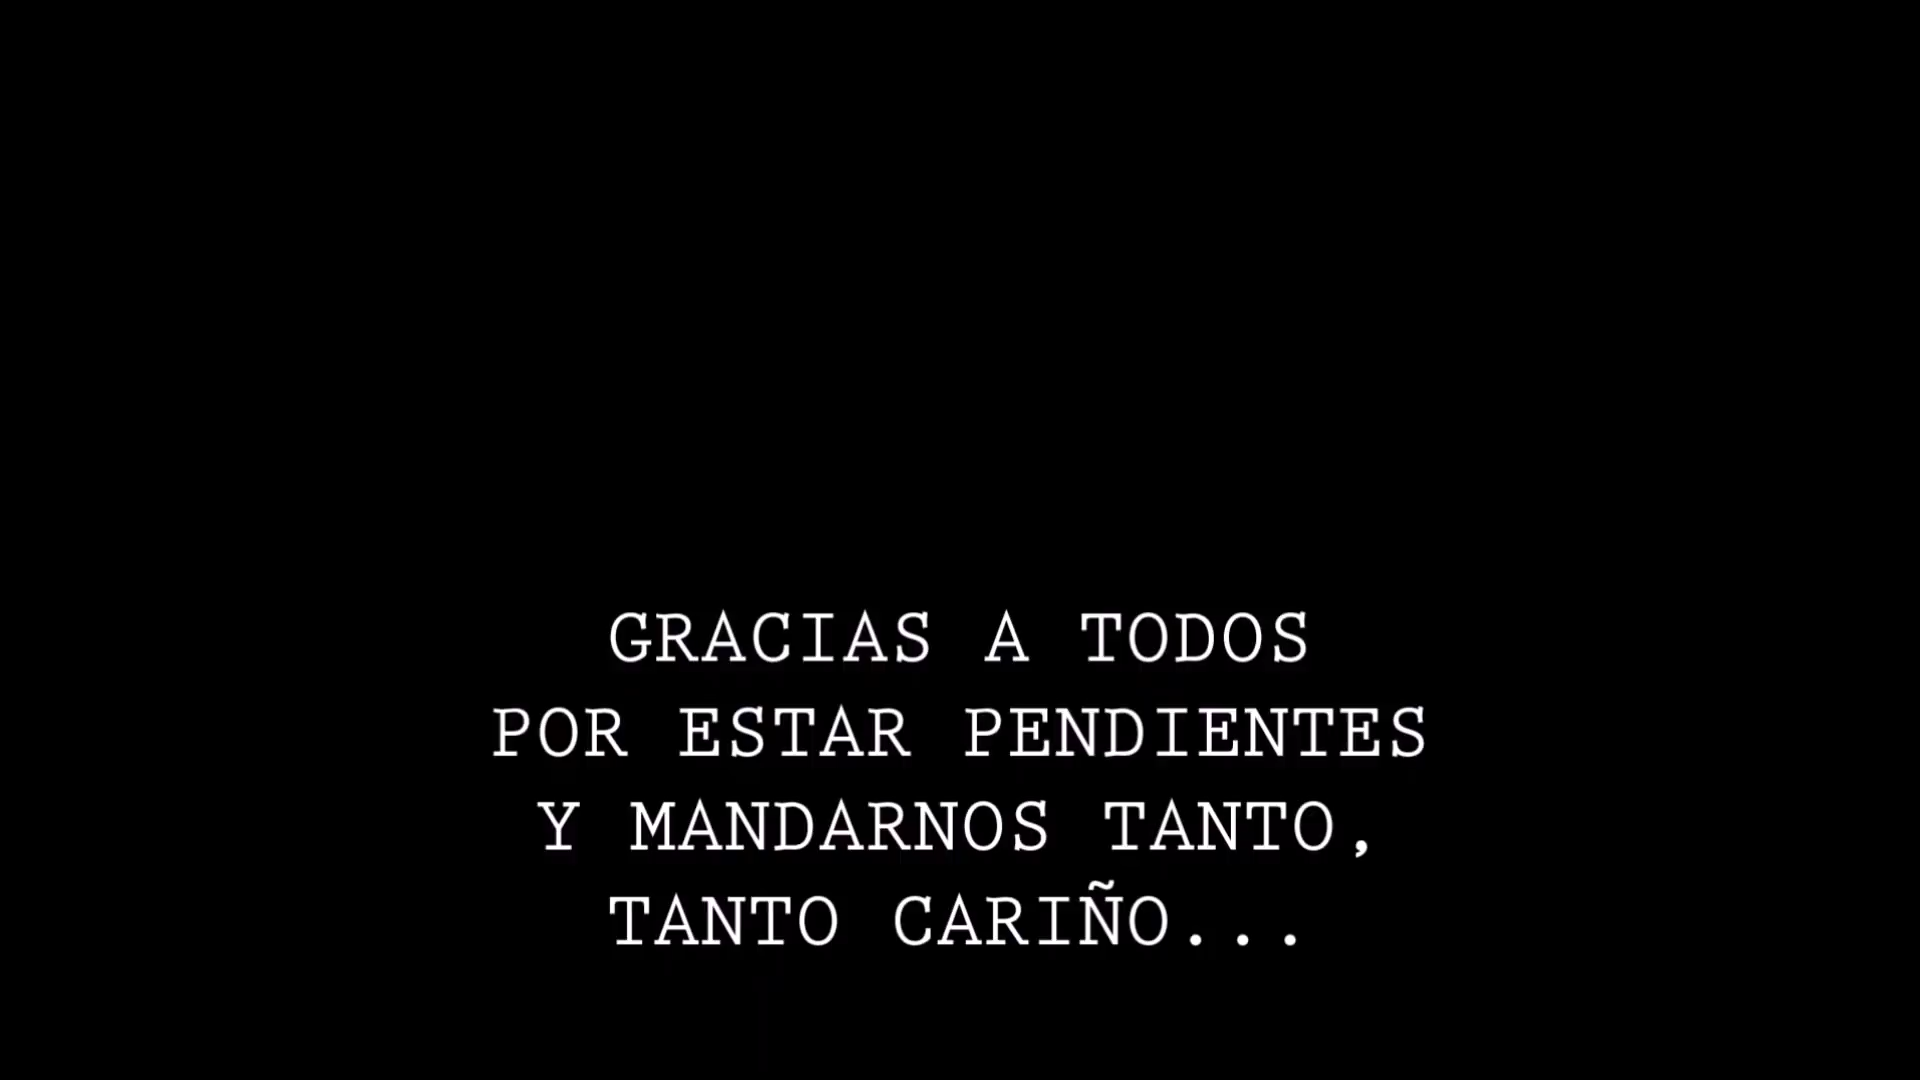 GRACIAS A TODOS
POR ESTAR PENDIENTES
Y MANDARNOS TANTO,
TANTO CARIÑO...